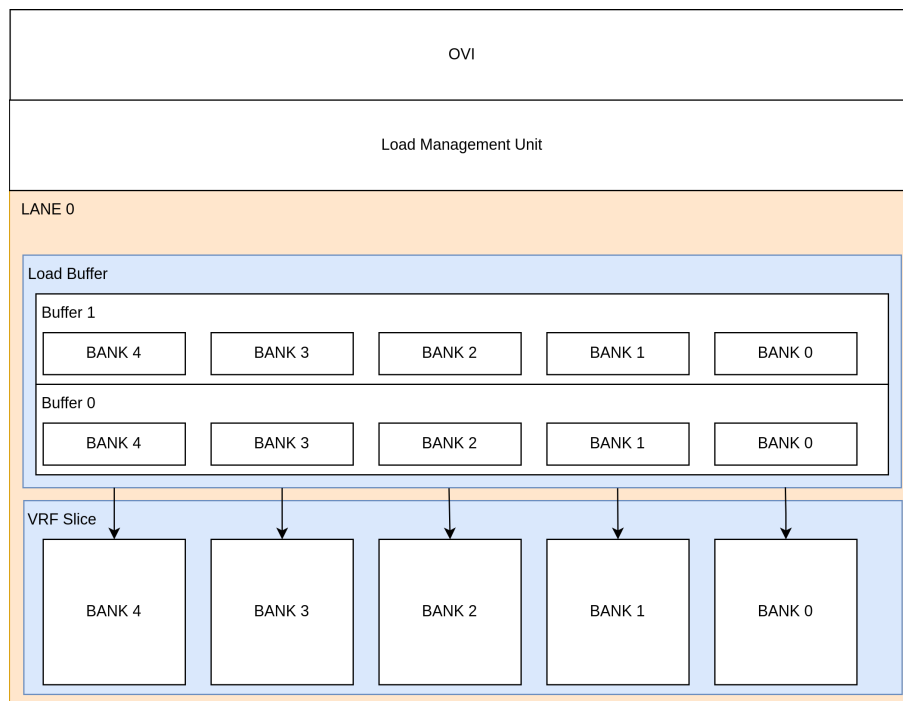 OVI
Load Management Unit
LANE 0
Load Buffer
Buffer 1
BANK 4 BANK 3 BANK 2 BANK 1 BANK 0
Buffer 0
BANK 4 BANK 3 BANK 2 BANK 1 BANK 0
VRF Slice
BANK 4 BANK 3 BANK 2 BANK 1 BANK 0